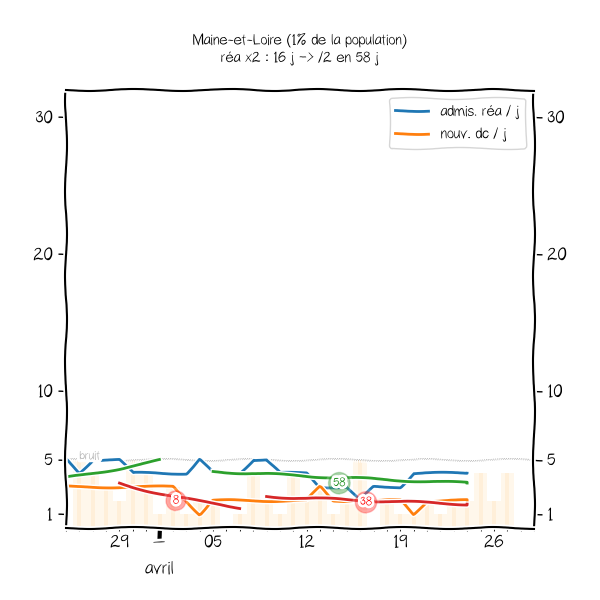 Maine-et-Loire (1% de la population)
réa x2 : 16 j -> /2 en 58 j
admis. réa / j
nouv. dc / j
30 30
20 20
10 10
5 bruit 5
58
8 38
1 1
29 1 05 12 19 26
avril